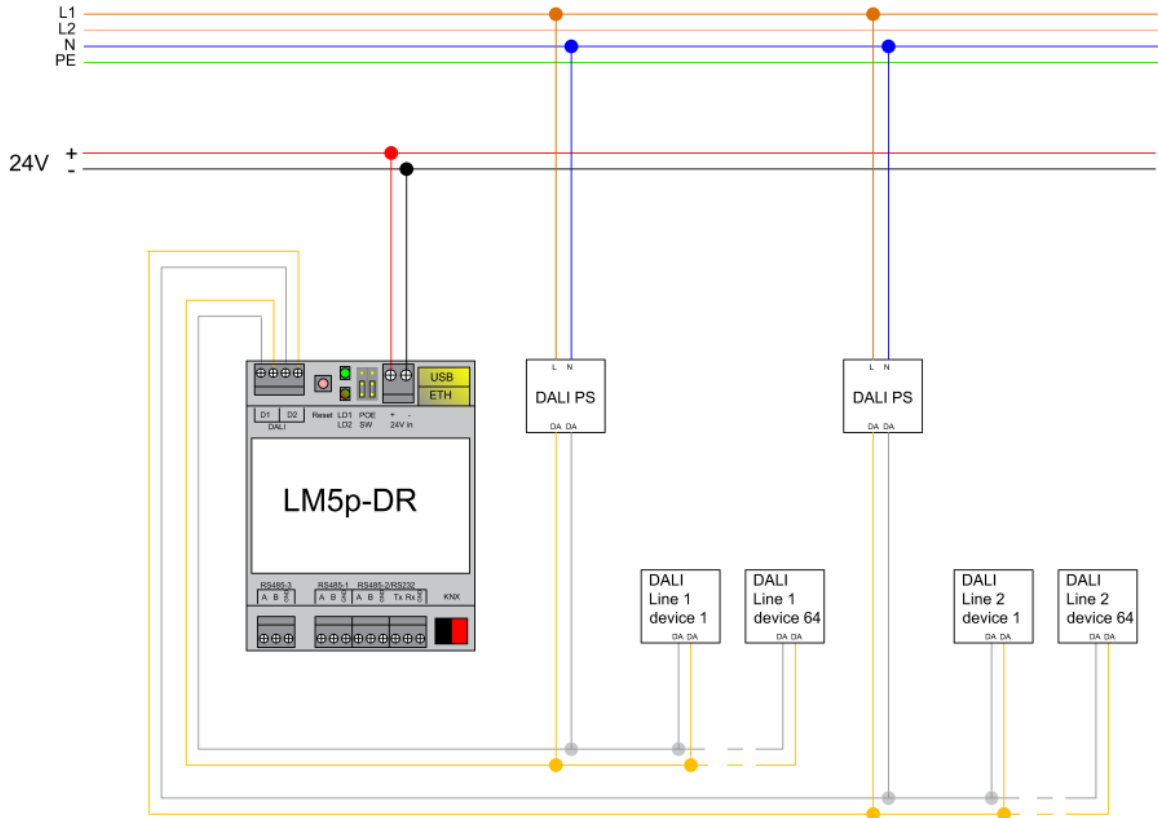 L1
L2
N
PE
24V
+
-
USB
ETH
D1 D2
DALI
Reset LD1 POE
LD2 SW
+ -
24V in
LM5p-DR
RS485-3
A B GND
RS485-1 RS485-2/RS232
A B GND A B GND Tx Rx GND
KNX
L N
DALI PS
DA DA
L N
DALI PS
DA DA
DALI
Line 1
device 1
DA DA
DALI
Line 1
device 64
DA DA
DALI
Line 2
device 1
DA DA
DALI
Line 2
device 64
DA DA